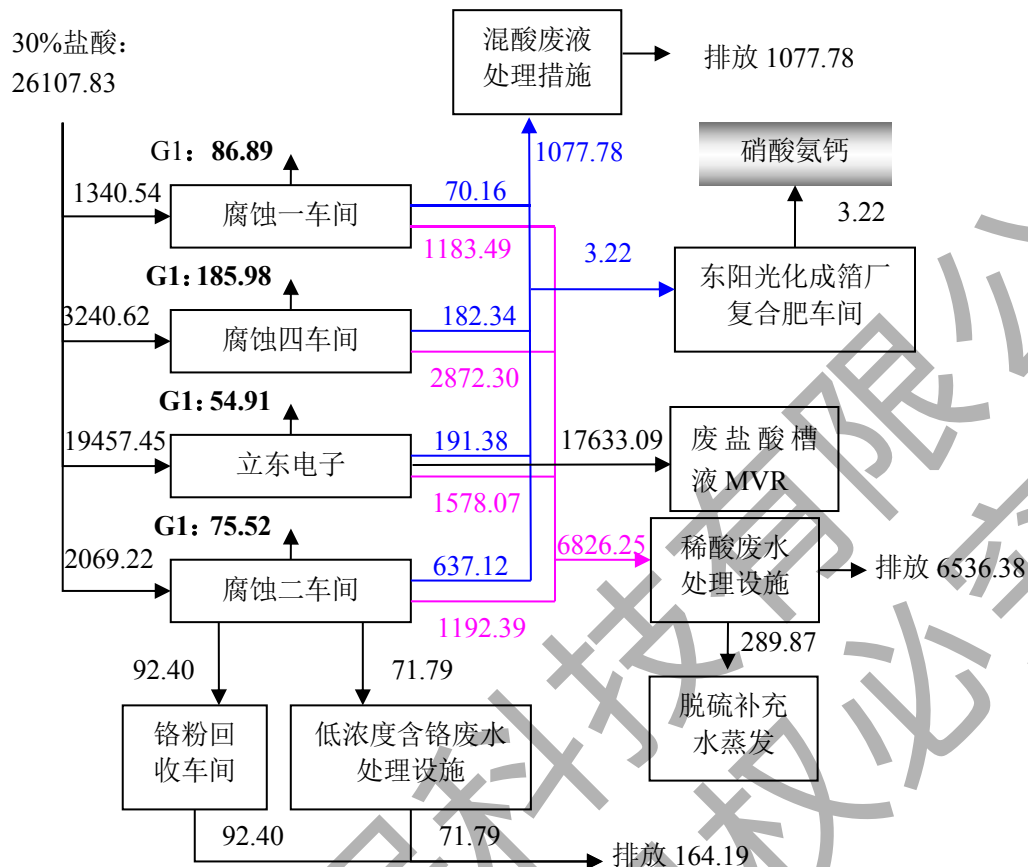 30%盐酸：
26107.83
混酸废液
处理措施
排放 1077.78
G1：86.89
1077.78
硝酸氨钙
1340.54
腐蚀一车间
70.16
3.22
1183.49
3.22
东阳光化成箔厂
复合肥车间
G1：185.98
3240.62
腐蚀四车间
182.34
2872.30
G1：54.91
19457.45
立东电子
191.38
17633.09
废盐酸槽
液 MVR
1578.07
G1：75.52
2069.22
腐蚀二车间
637.12
6826.25
稀酸废水
处理设施
排放 6536.38
1192.39
289.87
92.40
71.79
脱硫补充
水蒸发
铬粉回
收车间
低浓度含铬废水
处理设施
92.40
71.79
排放 164.19
科技有限公
权必究